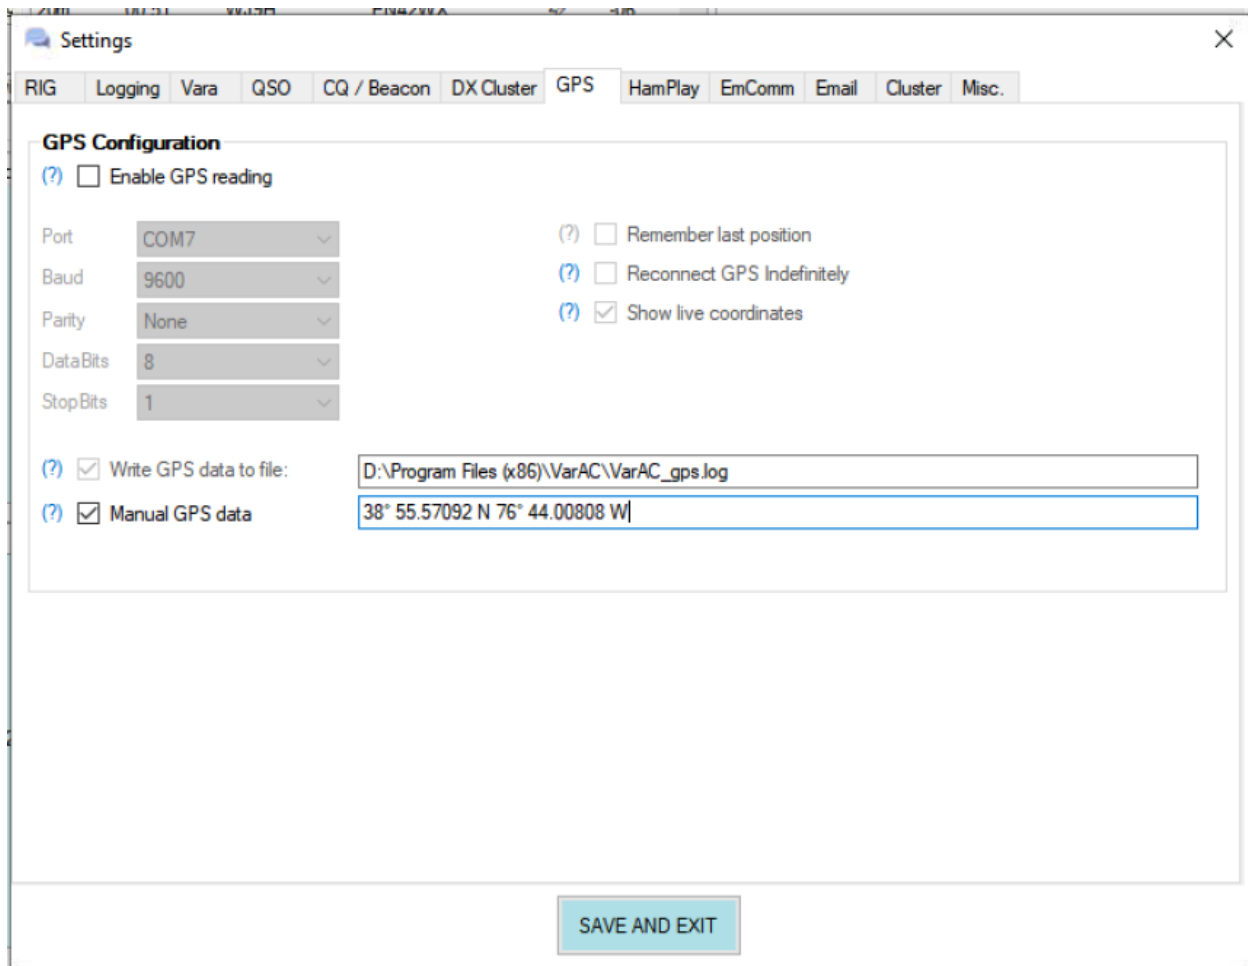 Settings
RIG Logging Vara QSO CQ / Beacon DX Cluster GPS HamPlay EmComm Email Cluster Misc.
GPS Configuration
(?) Enable GPS reading
Port COM7 (?) Remember last position
Baud 9600 (?) Reconnect GPS Indefinitely
Parity None (?) Show live coordinates
DataBits 8
StopBits 1
(?) Write GPS data to file: D:\Program Files (x86)\VarAC\VarAC_gps.log
(?) Manual GPS data 38° 55.57092 N 76° 44.00808 W
SAVE AND EXIT